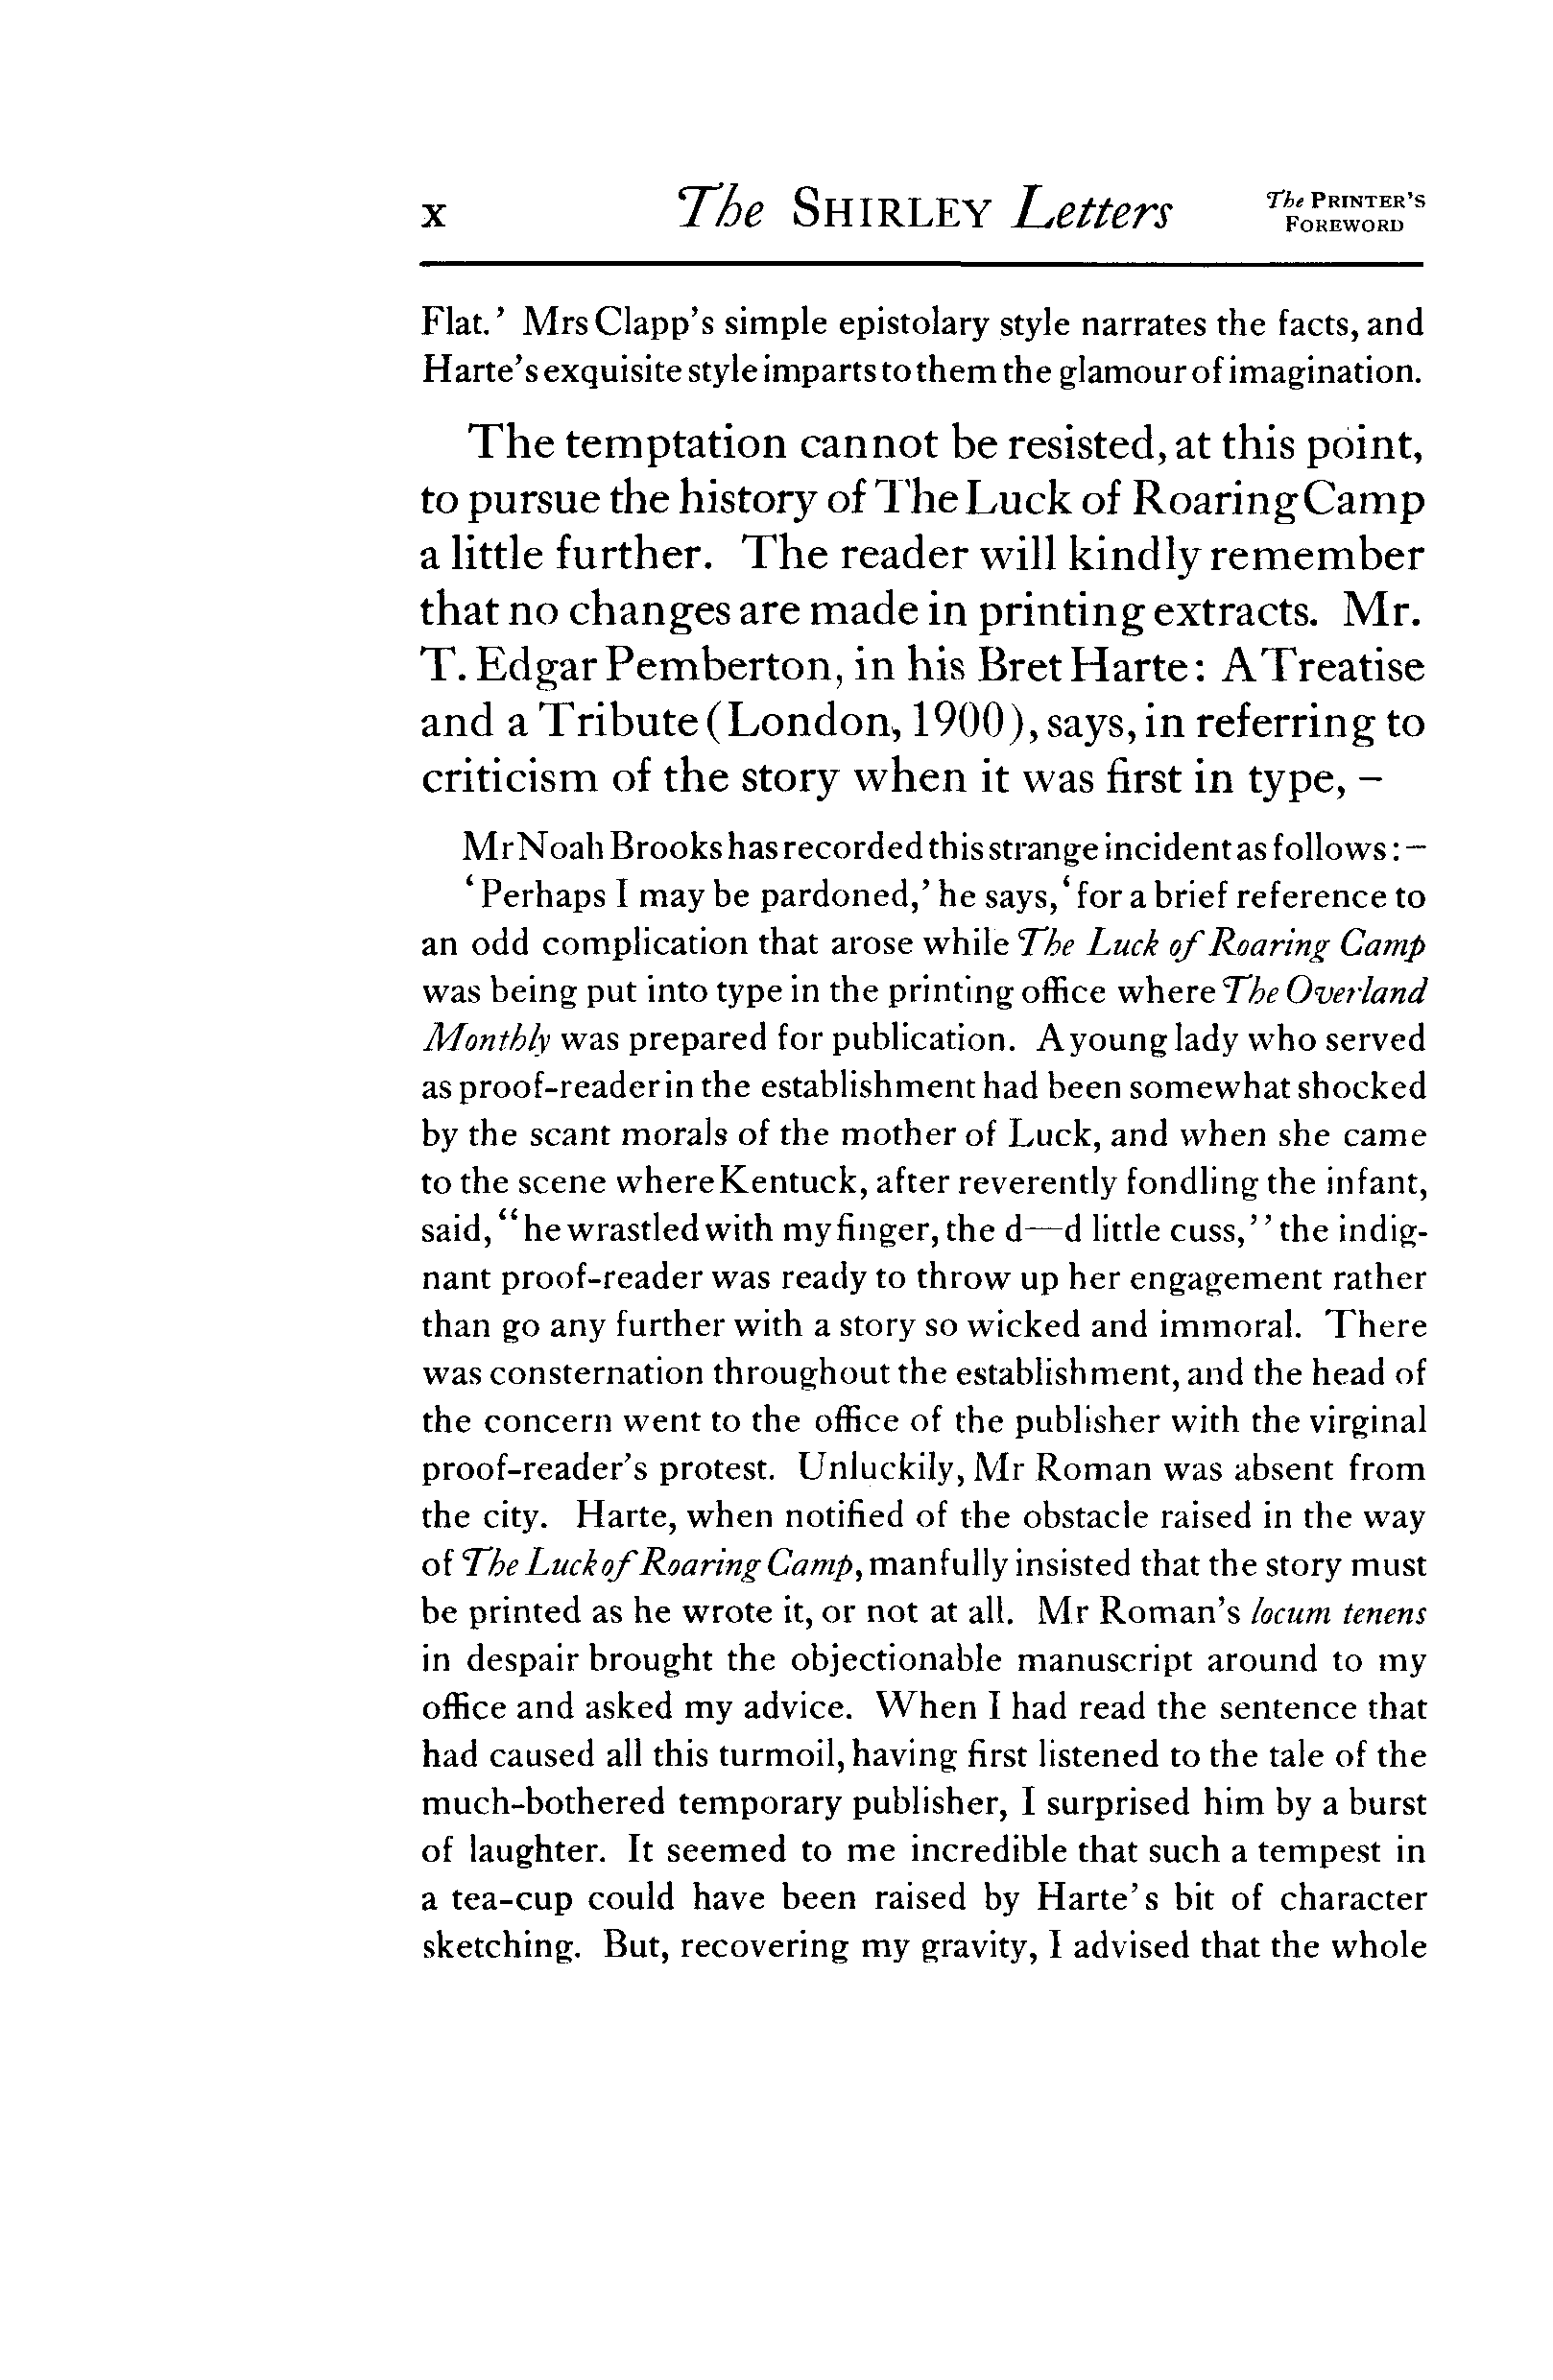 x The SHIRLEY Letters The PRINTER'S FOREWORD
Flat.' Mrs Clapp's simple epistolary style narrates the facts, and
Harte's exquisite style imparts to them the glamour of imagination.
The temptation cannot be resisted, at this point,
to pursue the history of The Luck of Roaring Camp
a little further. The reader will kindly remember
that no changes are made in printing extracts. Mr.
T. Edgar Pemberton, in his Bret Harte: A Treatise
and a Tribute (London, 1900), says, in referring to
criticism of the story when it was first in type, –
Mr Noah Brooks has recorded this strange incident as follows: –
'Perhaps I may be pardoned,' he says, 'for a brief reference to
an odd complication that arose while The Luck of Roaring Camp
was being put into type in the printing office where The Overland
Monthly was prepared for publication. A young lady who served
as proof-reader in the establishment had been somewhat shocked
by the scant morals of the mother of Luck, and when she came
to the scene where Kentuck, after reverently fondling the infant,
said, "he wrastled with my finger, the d—d little cuss," the indig-
nant proof-reader was ready to throw up her engagement rather
than go any further with a story so wicked and immoral. There
was consternation throughout the establishment, and the head of
the concern went to the office of the publisher with the virginal
proof-reader's protest. Unluckily, Mr Roman was absent from
the city. Harte, when notified of the obstacle raised in the way
of The Luck of Roaring Camp, manfully insisted that the story must
be printed as he wrote it, or not at all. Mr Roman's locum tenens
in despair brought the objectionable manuscript around to my
office and asked my advice. When I had read the sentence that
had caused all this turmoil, having first listened to the tale of the
much-bothered temporary publisher, I surprised him by a burst
of laughter. It seemed to me incredible that such a tempest in
a tea-cup could have been raised by Harte's bit of character
sketching. But, recovering my gravity, I advised that the whole